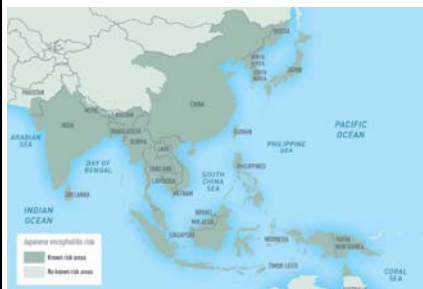 RUSSIA
NORTH
KOREA
SOUTH
KOREA
JAPAN
CHINA
PAKISTAN
NEPAL
BHUTAN
BANGLADESH
INDIA
BURMA
TAIWAN
LAOS
THAILAND
CAMBODIA
VIETNAM
PHILIPPINES
ARABIAN
SEA
BAY OF
BENGAL
SOUTH
CHINA
SEA
PHILIPPINE
SEA
PACIFIC
OCEAN
SRI LANKA
INDIAN
OCEAN
BRUNEI
MALAYSIA
SINGAPORE
INDONESIA
PAPUA
NEW GUINEA
TIMOR-LESTE
CORAL
SEA
Japanese encephalitis risk
Known risk areas
No known risk areas